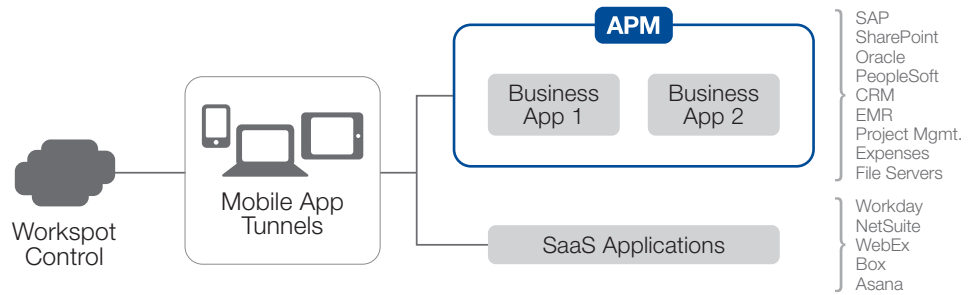 Workspot
Control
Mobile App
Tunnels
APM
Business
App 1
Business
App 2
SaaS Applications
SAP
SharePoint
Oracle
PeopleSoft
CRM
EMR
Project Mgmt.
Expenses
File Servers
Workday
NetSuite
WebEx
Box
Asana